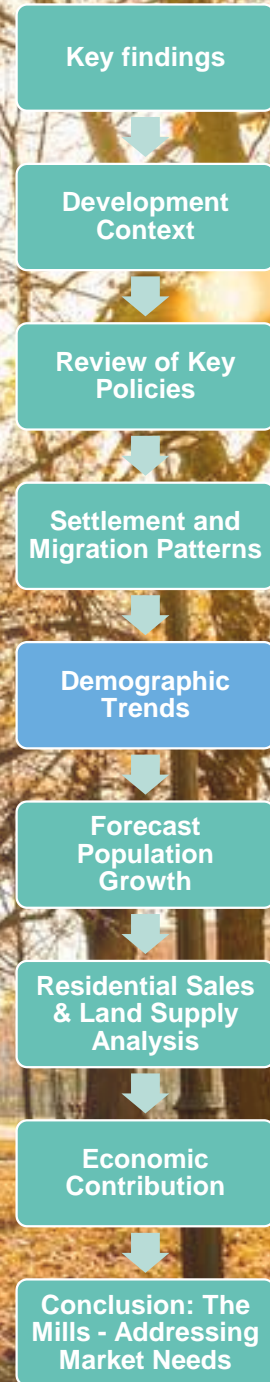 Key findings
Development
Context
Review of Key
Policies
Settlement and
Migration Patterns
Demographic
Trends
Forecast
Population
Growth
Residential Sales
& Land Supply
Analysis
Economic
Contribution
Conclusion: The
Mills - Addressing
Market Needs